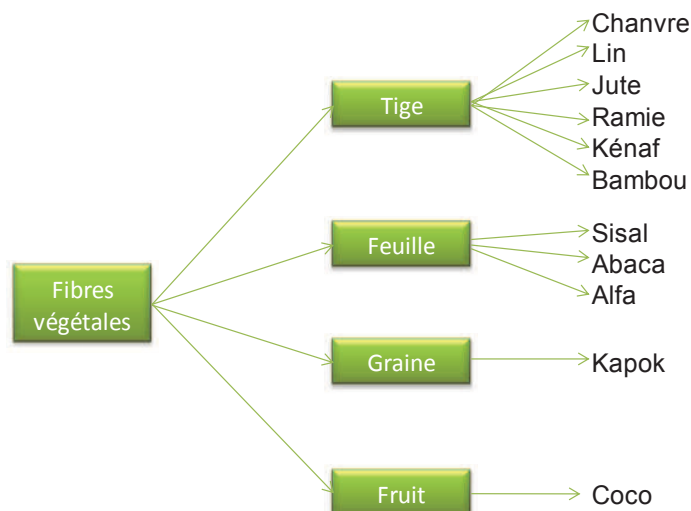 Fibres
végétales
Tige
Chanvre
Lin
Jute
Ramie
Kénaf
Bambou
Feuille
Sisal
Abaca
Alfa
Graine
Kapok
Fruit
Coco